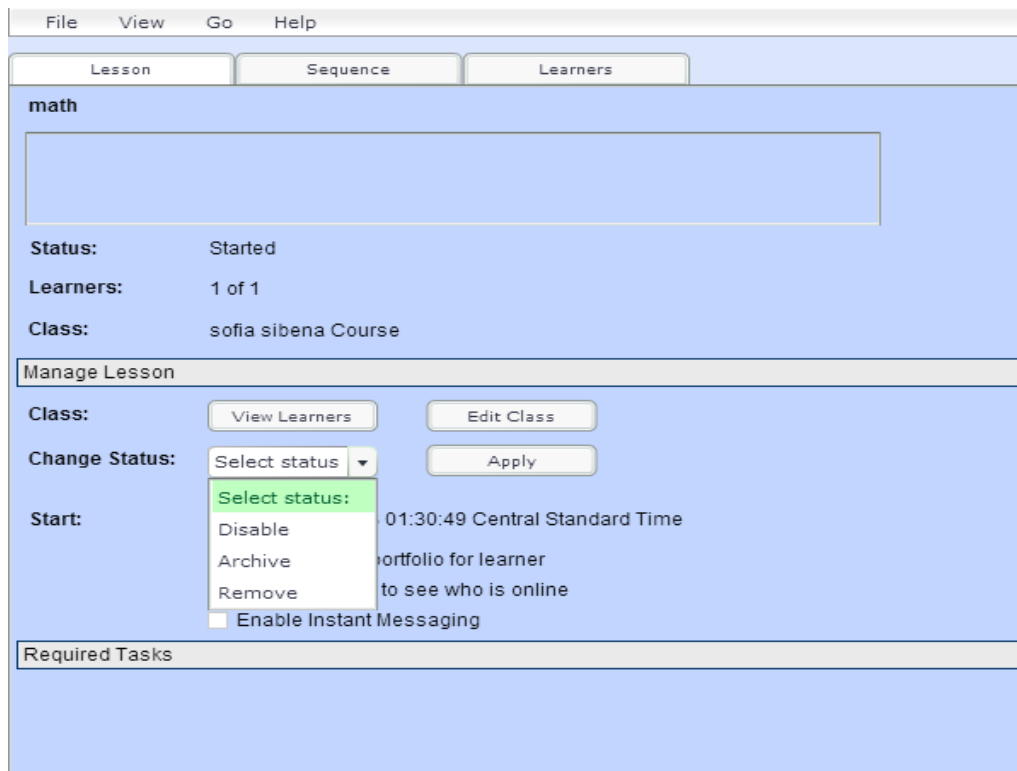 File View Go Help
Lesson Sequence Learners
math
Status: Started
Learners: 1 of 1
Class: sofia sibena Course
Manage Lesson
Class: View Learners Edit Class
Change Status: Select status Apply
Select status:
Start: 01:30:49 Central Standard Time
Disable
Archive
for learner
Remove
to see who is online
Enable Instant Messaging
Required Tasks